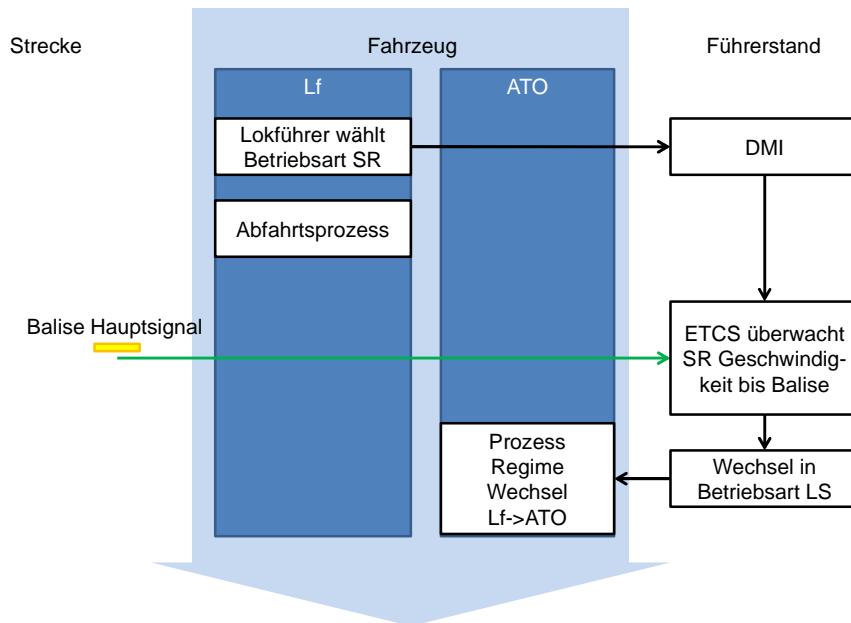 Strecke
Fahrzeug
Führerstand
Lf
ATO
Lokführer wählt
Betriebsart SR
DMI
Abfahrtsprozess
Balise Hauptsignal
ETCS überwacht
SR Geschwindig-
keit bis Balise
Prozess
Regime
Wechsel
Lf->ATO
Wechsel in
Betriebsart LS